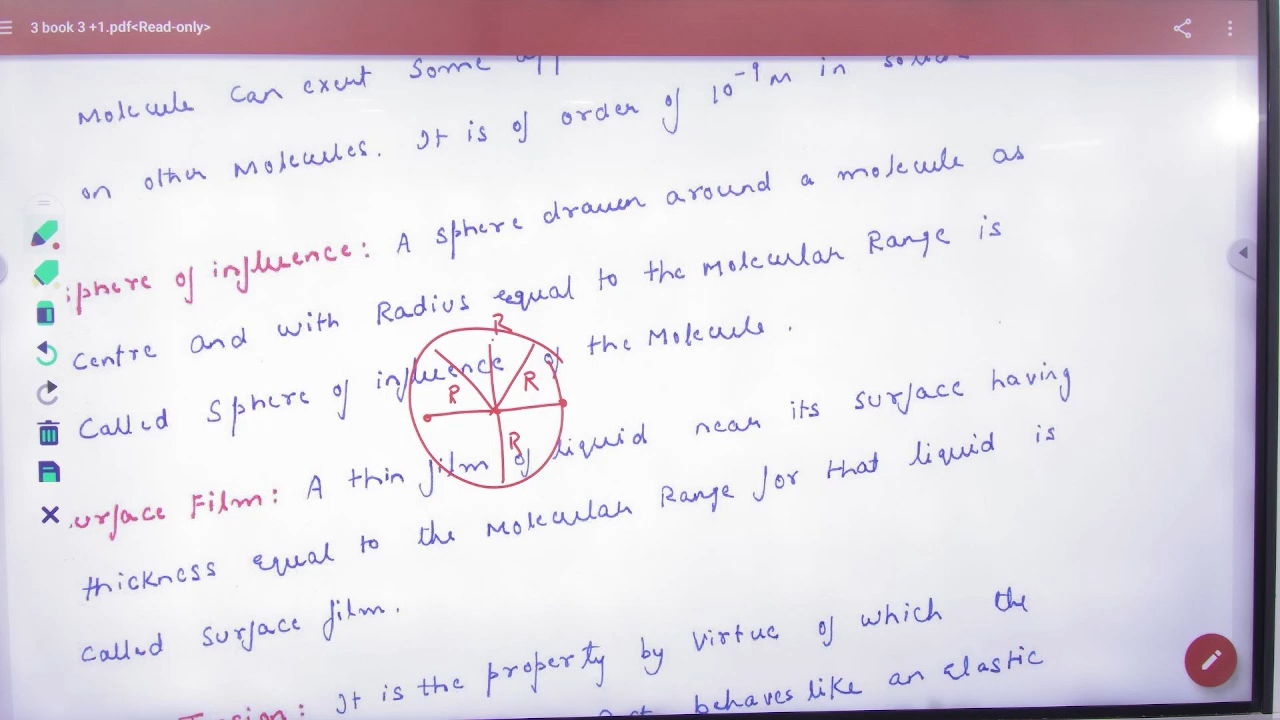 3 book 3 +1.pdf<Read-only>
Molecule Can exert Some
on other Molecules. It is of order of 10⁻⁹m in
sphere of influence: A sphere drawn around a molecule as
Centre and with Radius equal to the Molecular Range is
R
Called Sphere of influence of the Molecule.
R R
R
Surface Film: A thin film of liquid near its surface having
thickness equal to the Molecular Range for that liquid is
called surface film.
Tension: It is the property by virtue of which the
behaves like an elastic